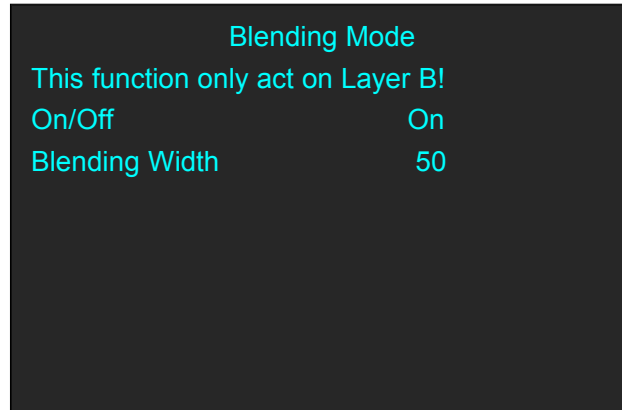 Blending Mode
This function only act on Layer B!
On/Off On
Blending Width 50